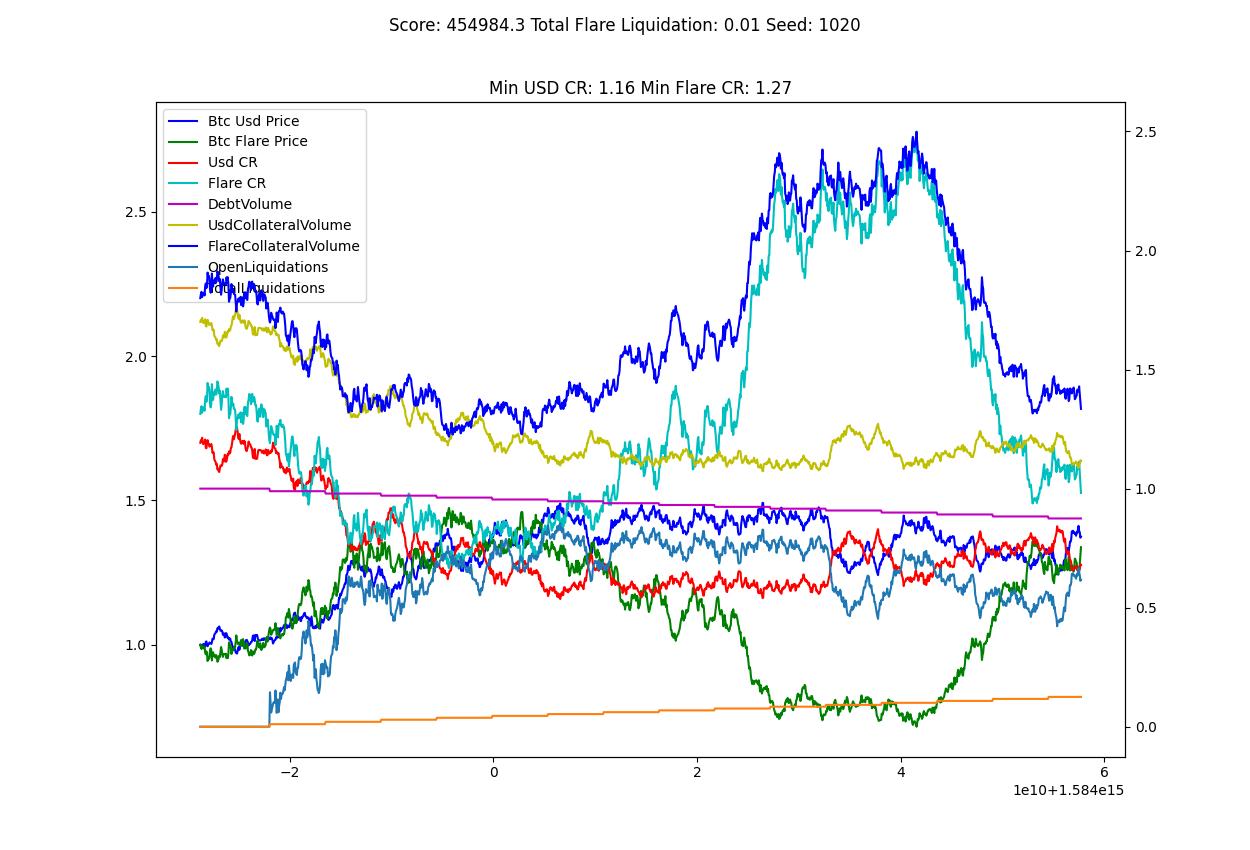 Score: 454984.3 Total Flare Liquidation: 0.01 Seed: 1020
Min USD CR: 1.16 Min Flare CR: 1.27
Btc Usd Price
Btc Flare Price
Usd CR
Flare CR
DebtVolume
UsdCollateralVolume
FlareCollateralVolume
OpenLiquidations
TotalLiquidations
2.5
2.0
1.5
1.0
2.5
2.0
1.5
1.0
0.5
0.0
−2 0 2 4 6
1e10+1.584e15